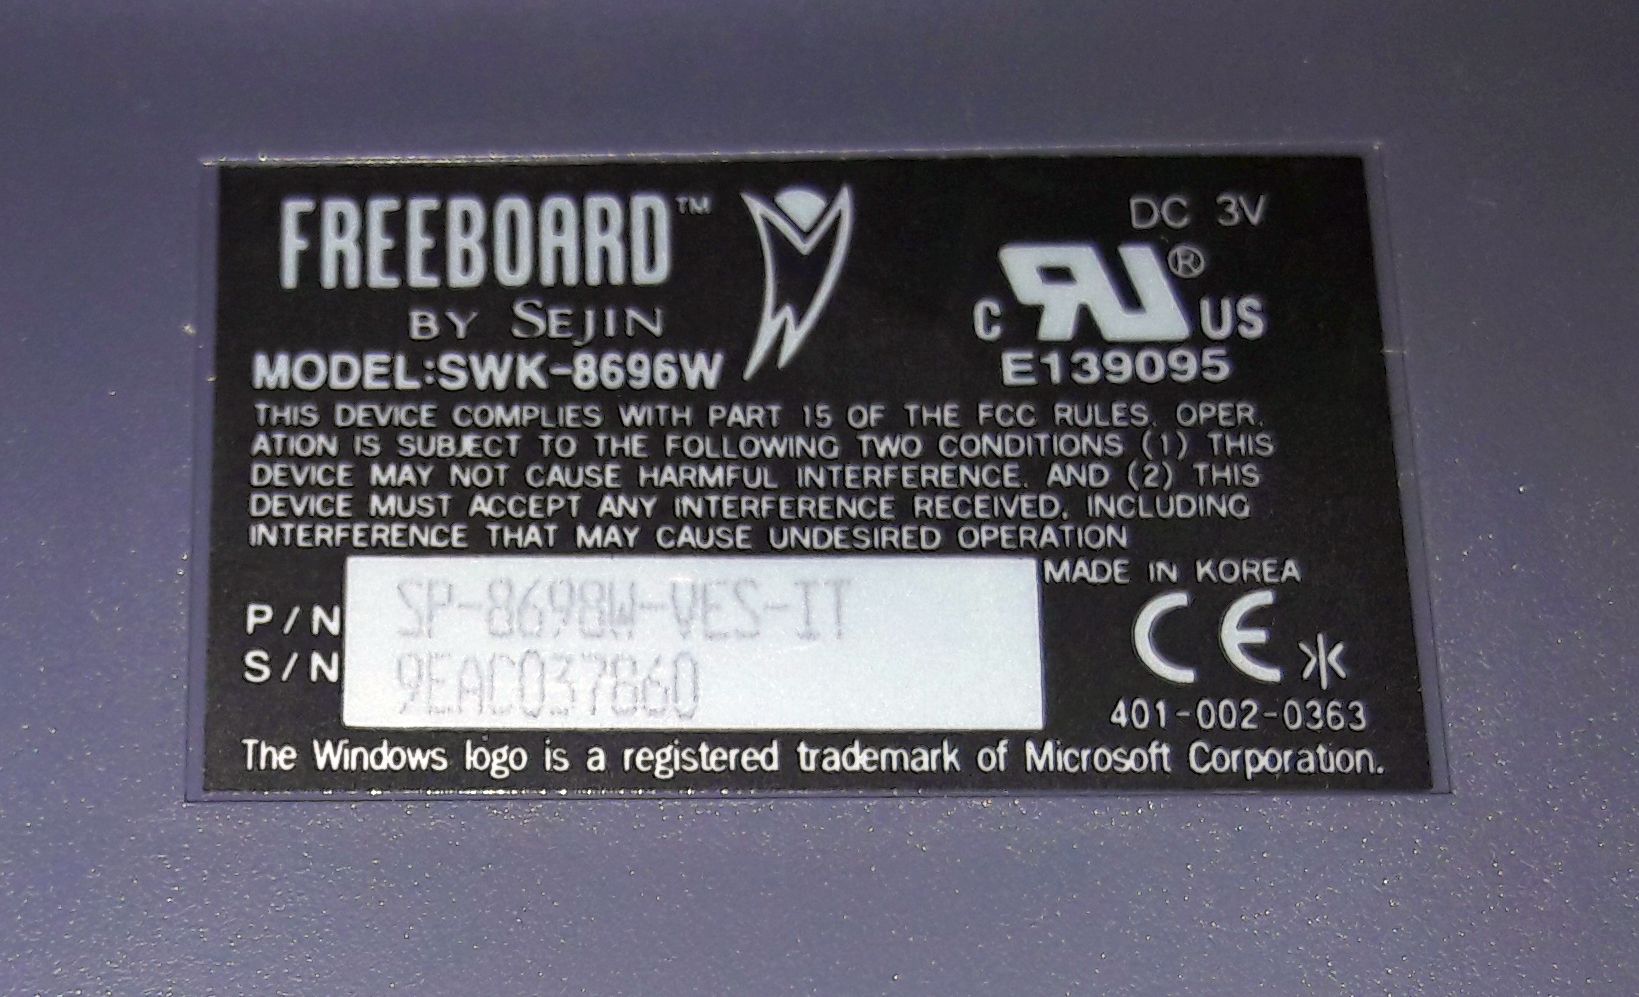 FREEBOARD™
BY SEJIN
MODEL:SWK-8696W
DC 3V
C RU® US
E139095
THIS DEVICE COMPLIES WITH PART 15 OF THE FCC RULES. OPER.
ATION IS SUBJECT TO THE FOLLOWING TWO CONDITIONS (1) THIS
DEVICE MAY NOT CAUSE HARMFUL INTERFERENCE. AND (2) THIS
DEVICE MUST ACCEPT ANY INTERFERENCE RECEIVED, INCLUDING
INTERFERENCE THAT MAY CAUSE UNDESIRED OPERATION
MADE IN KOREA
P/N SP-8698W-VES-IT
S/N 9EAC037860
CE
401-002-0363
The Windows logo is a registered trademark of Microsoft Corporation.